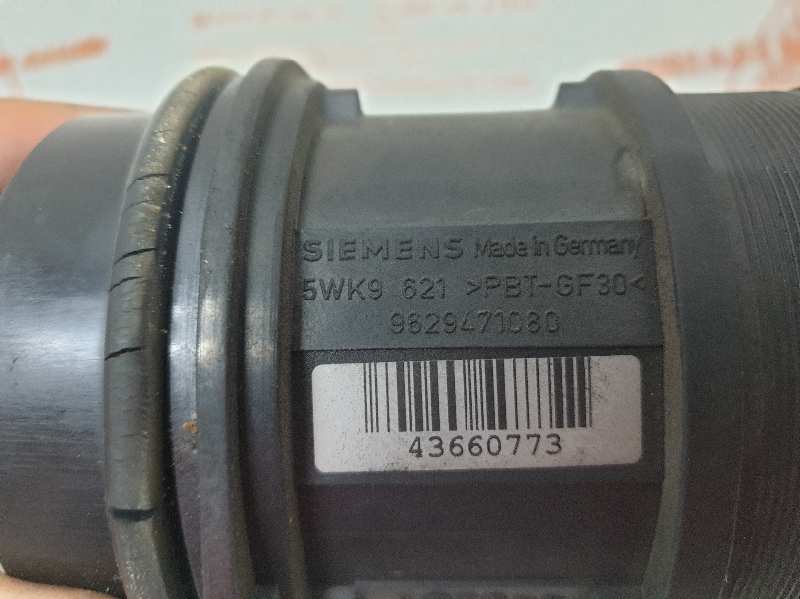 SIEMENS Made in Germany
5WK9 621 >PBT-GF30<
9629471080
43660773